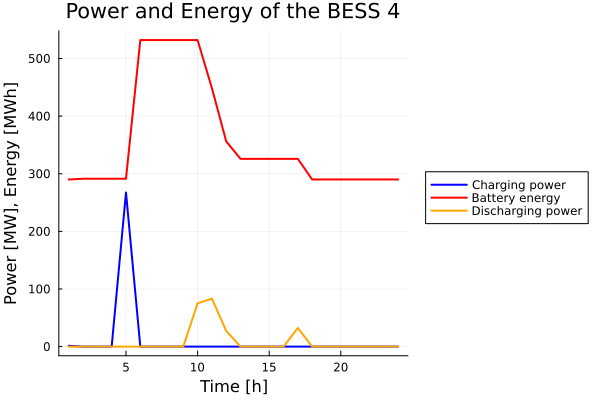 Power and Energy of the BESS 4
Power [MW], Energy [MWh]
500
400
300
200
100
0
5
10
15
20
Time [h]
Charging power
Battery energy
Discharging power